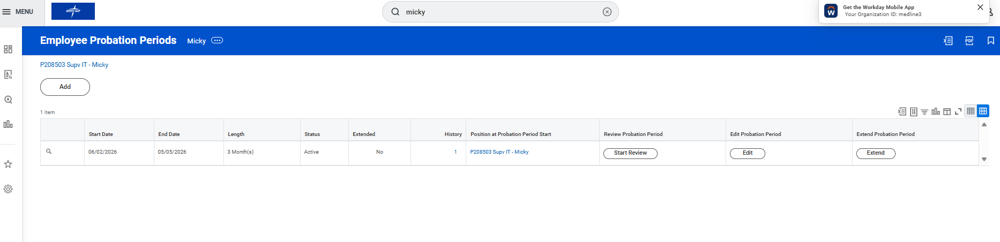 MENU
MEDLINE
micky
Get the Workday Mobile App
Your Organization ID: medline3
Employee Probation Periods
Micky
PDF
P208503 Supv IT - Micky
Add
1 item
Start Date
End Date
Length
Status
Extended
History
Position at Probation Period Start
Review Probation Period
Edit Probation Period
Extend Probation Period
06/02/2026
05/05/2026
3 Month(s)
Active
No
1
P208503 Supv IT - Micky
Start Review
Edit
Extend